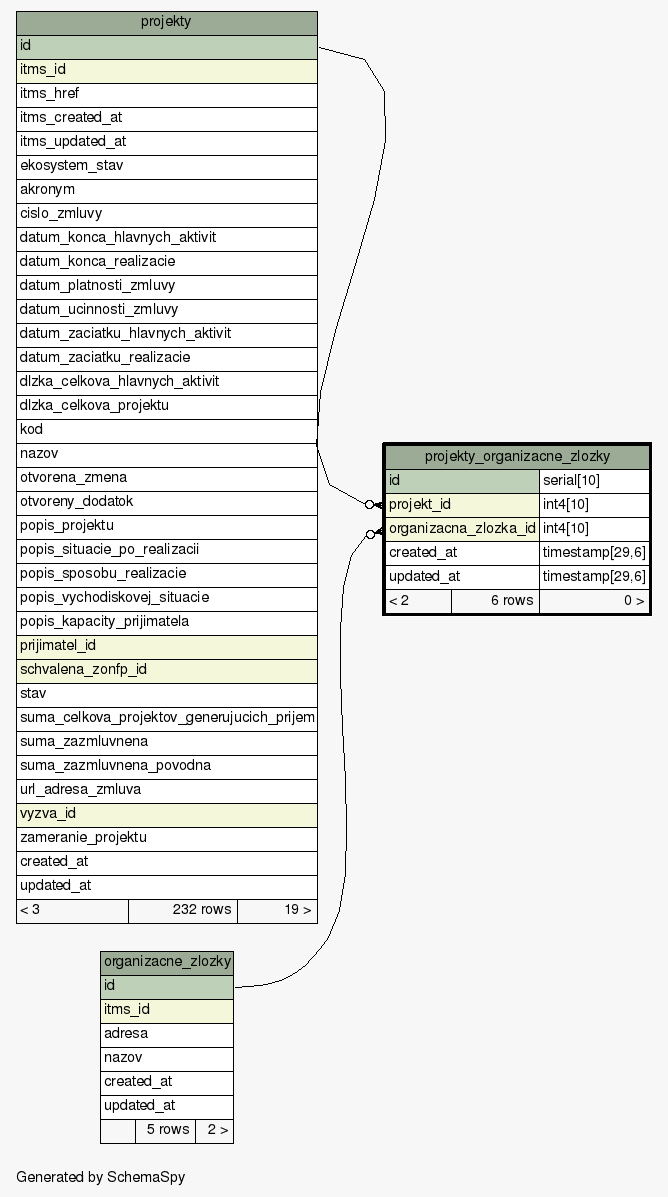 projekty
id
itms_id
itms_href
itms_created_at
itms_updated_at
ekosystem_stav
akronym
cislo_zmluvy
datum_konca_hlavnych_aktivit
datum_konca_realizacie
datum_platnosti_zmluvy
datum_ucinnosti_zmluvy
datum_zaciatku_hlavnych_aktivit
datum_zaciatku_realizacie
dlzka_celkova_hlavnych_aktivit
dlzka_celkova_projektu
kod
nazov
otvorena_zmena
otvoreny_dodatok
popis_projektu
popis_situacie_po_realizacii
popis_sposobu_realizacie
popis_vychodiskovej_situacie
popis_kapacity_prijimatela
prijimatel_id
schvalena_zonfp_id
stav
suma_celkova_projektov_generujucich_prijem
suma_zazmluvnena
suma_zazmluvnena_povodna
url_adresa_zmluva
vyzva_id
zameranie_projektu
created_at
updated_at
< 3 232 rows 19 >
projekty_organizacne_zlozky
id serial[10]
projekt_id int4[10]
organizacna_zlozka_id int4[10]
created_at timestamp[29,6]
updated_at timestamp[29,6]
< 2 6 rows 0 >
organizacne_zlozky
id
itms_id
adresa
nazov
created_at
updated_at
5 rows 2 >
Generated by SchemaSpy